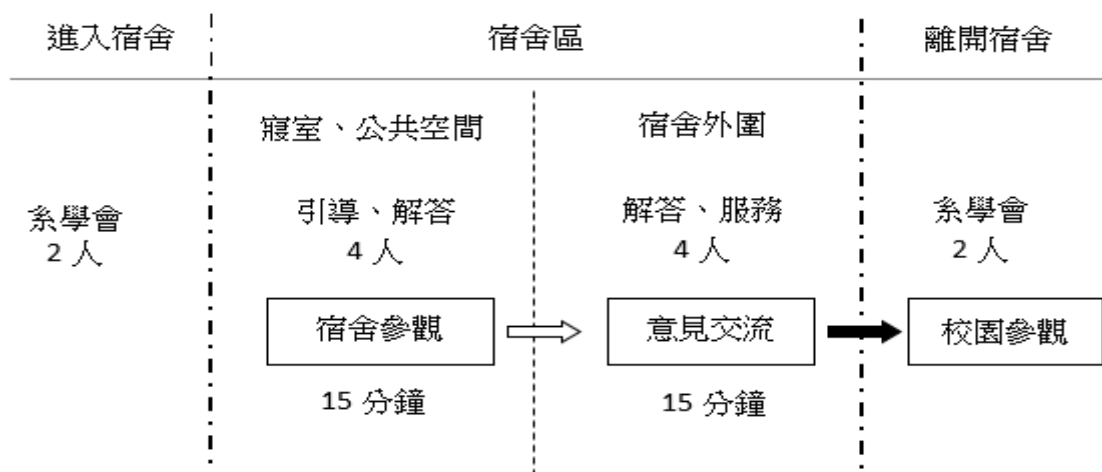 進入宿舍
宿舍區
離開宿舍
寢室、公共空間
宿舍外圍
系學會
2 人
引導、解答
4 人
解答、服務
4 人
系學會
2 人
宿舍參觀
意見交流
校園參觀
15 分鐘
15 分鐘